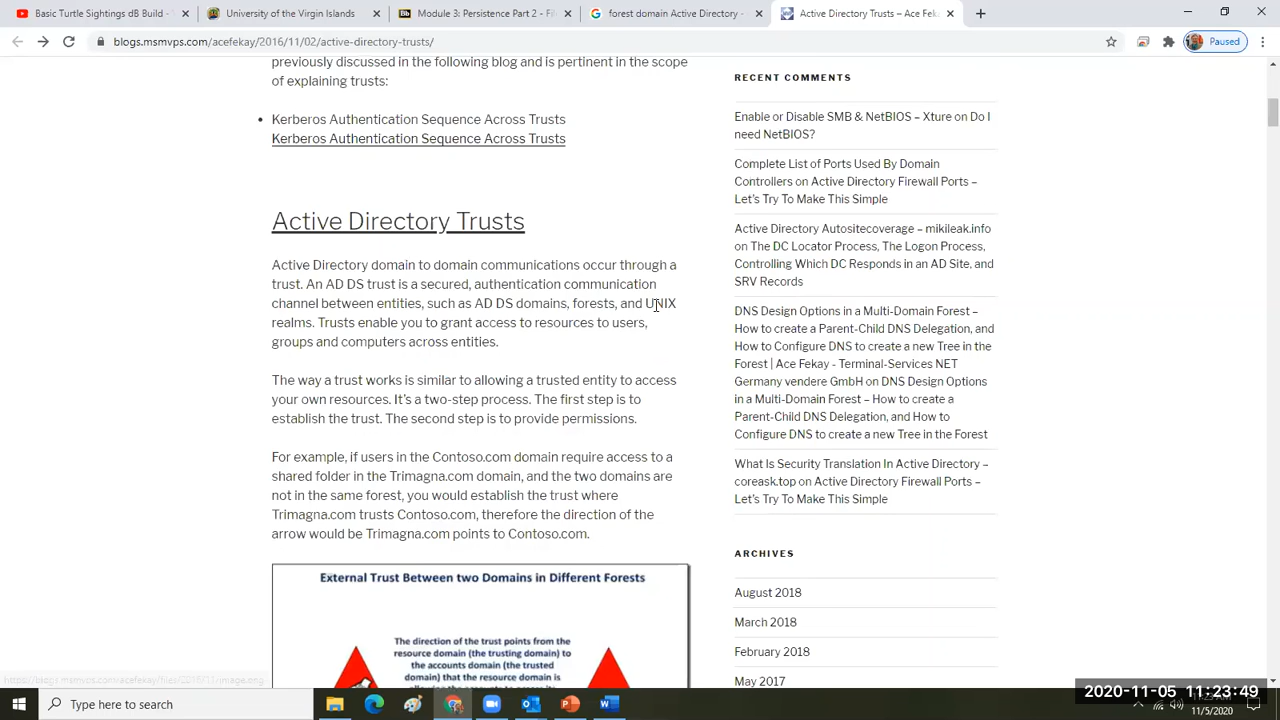 Basic Turtle Sightings dB Build -
University of the Virgin Islands
Module 3: Persistence Part 2 - Fil
forest domain Active Directory -
Active Directory Trusts – Ace Feka
blogs.msmvps.com/acefekay/2016/11/02/active-directory-trusts/
Paused
previously discussed in the following blog and is pertinent in the scope
of explaining trusts:
Kerberos Authentication Sequence Across Trusts
Kerberos Authentication Sequence Across Trusts
Active Directory Trusts
Active Directory domain to domain communications occur through a
trust. An AD DS trust is a secured, authentication communication
channel between entities, such as AD DS domains, forests, and UNIX
realms. Trusts enable you to grant access to resources to users,
groups and computers across entities.
The way a trust works is similar to allowing a trusted entity to access
your own resources. It's a two-step process. The first step is to
establish the trust. The second step is to provide permissions.
For example, if users in the Contoso.com domain require access to a
shared folder in the Trimagna.com domain, and the two domains are
not in the same forest, you would establish the trust where
Trimagna.com trusts Contoso.com, therefore the direction of the
arrow would be Trimagna.com points to Contoso.com.
External Trust Between two Domains in Different Forests
The direction of the trust points from the
resource domain (the trusting domain) to
the accounts domain (the trusted
domain) that the resource domain is
RECENT COMMENTS
Enable or Disable SMB & NetBIOS – Xture on Do I
need NetBIOS?
Complete List of Ports Used By Domain
Controllers on Active Directory Firewall Ports –
Let's Try To Make This Simple
Active Directory Autositecoverage – mikileak.info
on The DC Locator Process, The Logon Process,
Controlling Which DC Responds in an AD Site, and
SRV Records
DNS Design Options in a Multi-Domain Forest –
How to create a Parent-Child DNS Delegation, and
How to Configure DNS to create a new Tree in the
Forest | Ace Fekay - Terminal-Services NET
Germany vendere GmbH on DNS Design Options
in a Multi-Domain Forest – How to create a
Parent-Child DNS Delegation, and How to
Configure DNS to create a new Tree in the Forest
What Is Security Translation In Active Directory –
coreask.top on Active Directory Firewall Ports –
Let's Try To Make This Simple
ARCHIVES
August 2018
March 2018
February 2018
May 2017
Type here to search
2020-11-05 11:23:49
11/5/2020